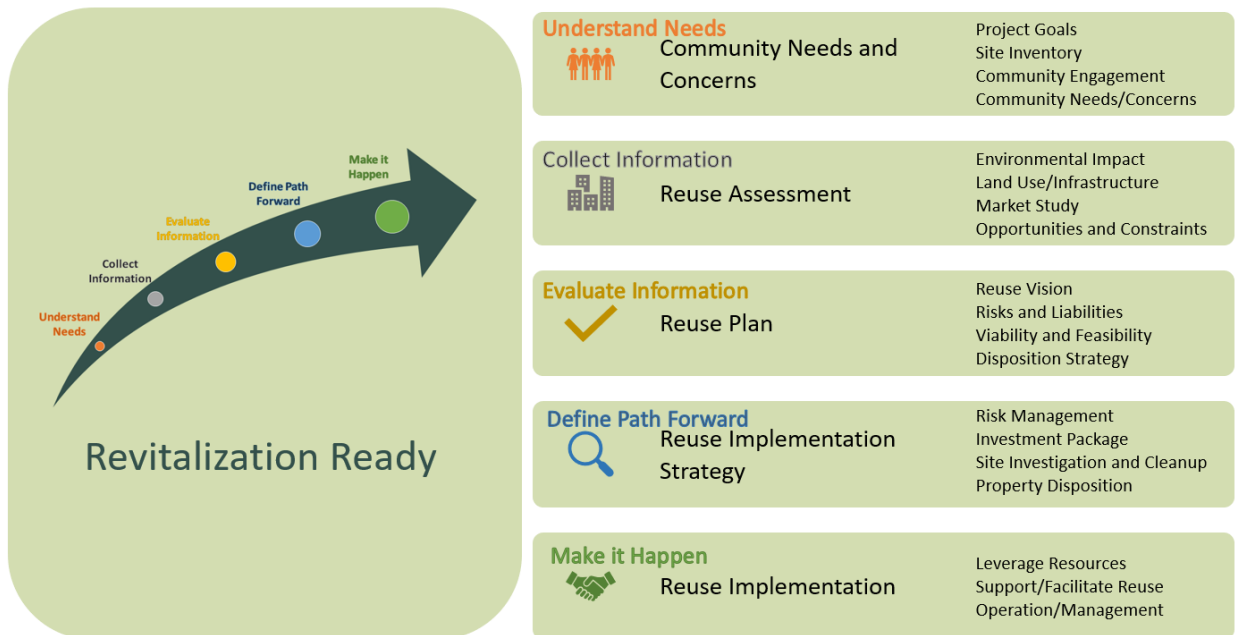 Make it
Happen
Define Path
Forward
Evaluate
Information
Collect
Information
Understand
Needs
Revitalization Ready
Understand Needs
Community Needs and
Concerns
Project Goals
Site Inventory
Community Engagement
Community Needs/Concerns
Collect Information
Reuse Assessment
Environmental Impact
Land Use/Infrastructure
Market Study
Opportunities and Constraints
Evaluate Information
Reuse Plan
Reuse Vision
Risks and Liabilities
Viability and Feasibility
Disposition Strategy
Define Path Forward
Reuse Implementation
Strategy
Risk Management
Investment Package
Site Investigation and Cleanup
Property Disposition
Make it Happen
Reuse Implementation
Leverage Resources
Support/Facilitate Reuse
Operation/Management